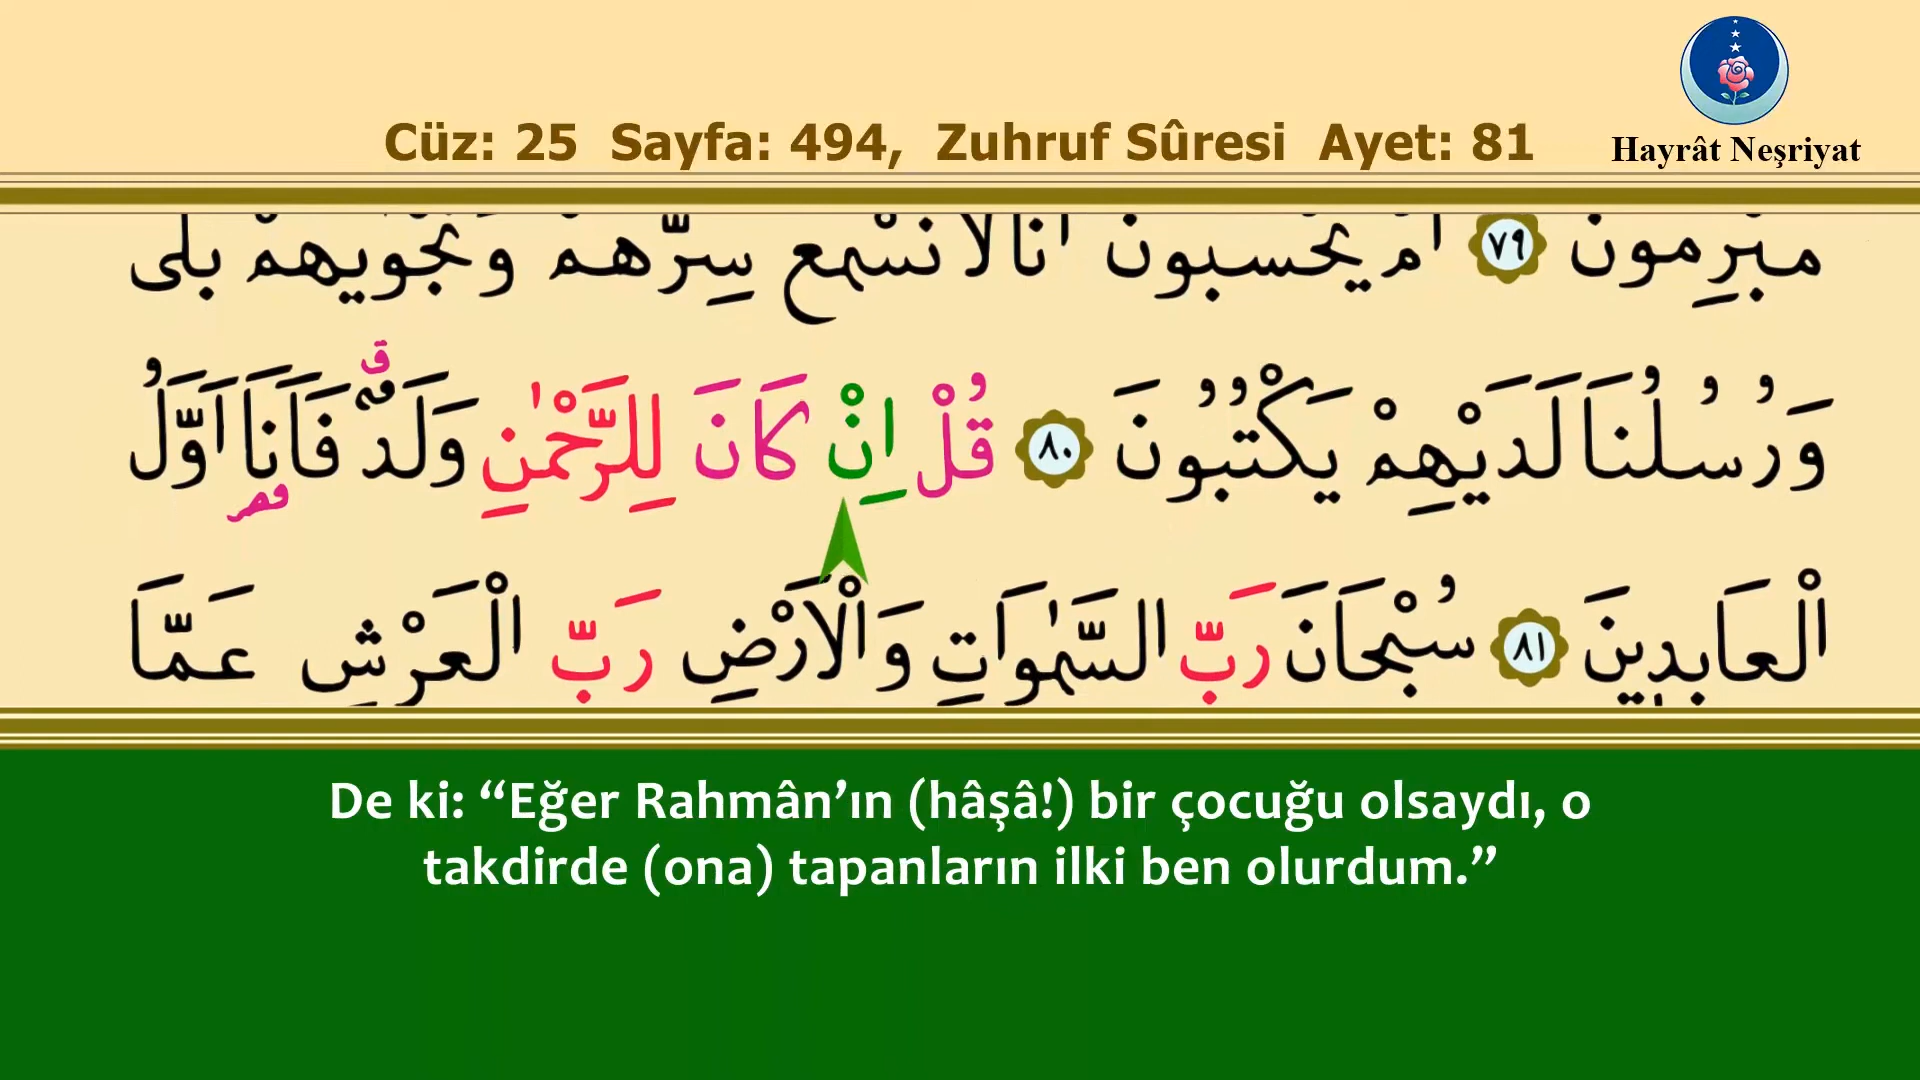 Cüz: 25 Sayfa: 494, Zuhruf Sûresi Ayet: 81
Hayrât Neşriyat
مُبْرِمُونَ ﴿٧٩﴾ اَمْ يَحْسَبُونَ اَنَّا لَا نَسْمَعُ سِرَّهُمْ وَنَجْوٰيهُمْ بَلٰى
وَرُسُلُنَا لَدَيْهِمْ يَكْتُبُونَ ﴿٨٠﴾ قُلْ اِنْ كَانَ لِلرَّحْمٰنِ وَلَدٌۗ فَاَنَا۬ اَوَّلُ
الْعَابِد۪ينَ ﴿٨١﴾ سُبْحَانَ رَبِّ السَّمٰوَاتِ وَالْاَرْضِ رَبِّ الْعَرْشِ عَمَّا
De ki: “Eğer Rahmân’ın (hâşâ!) bir çocuğu olsaydı, o
takdirde (ona) tapanların ilki ben olurdum.”